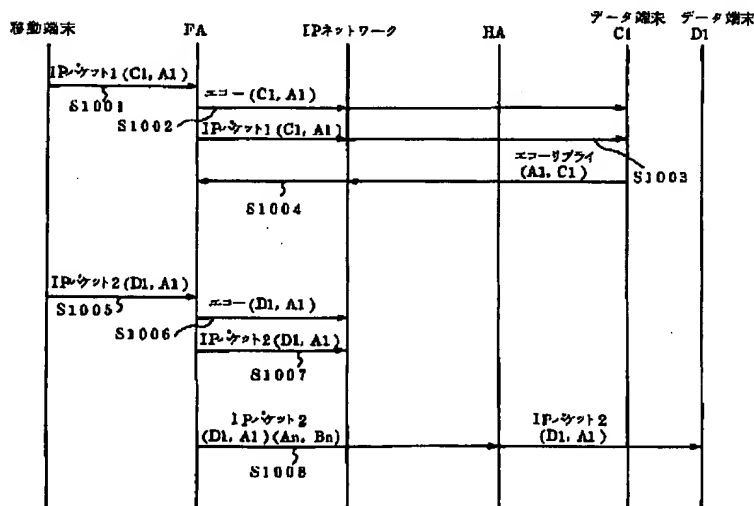 移動端末 FA IPネットワーク HA データ端末 C1 データ端末 D1
IPパケット1(C1, A1)
S1001
エコー(C1, A1)
S1002
IPパケット1(C1, A1)
S1003
エコーリプライ
(A1, C1)
S1004
IPパケット2(D1, A1)
S1005
エコー(D1, A1)
S1006
IPパケット2(D1, A1)
S1007
IPパケット2
(D1, A1)(An, Bn)
S1008
IPパケット2
(D1, A1)